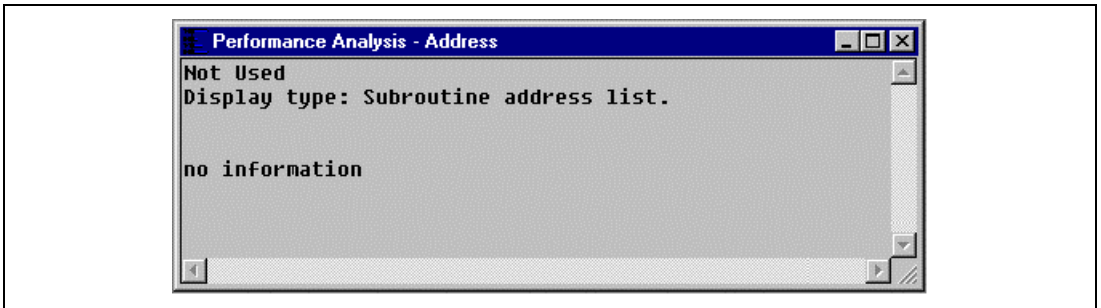 Performance Analysis - Address
Not Used
Display type: Subroutine address list.
no information